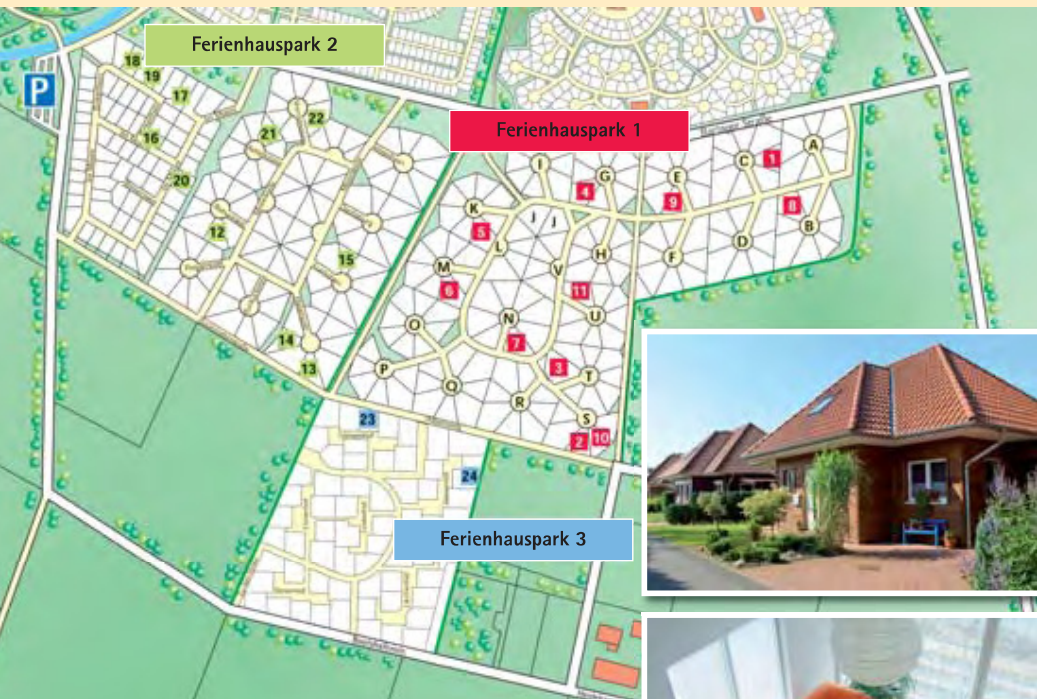 Ferienhauspark 2
18
19
P
17
22
Ferienhauspark 1
21
16
A
C
1
I
G
E
20
4
9
8
K
J
J
B
12
5
L
D
H
F
15
M
V
6
11
N
U
O
7
14
3
P
T
13
Q
R
S
23
2
10
24
Ferienhauspark 3